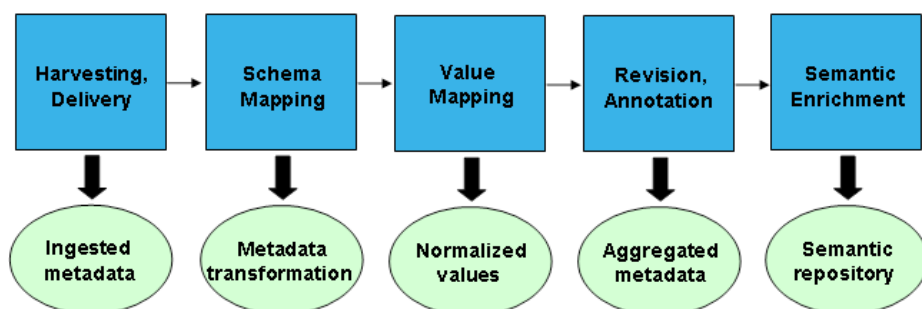 Harvesting,
Delivery
Schema
Mapping
Value
Mapping
Revision,
Annotation
Semantic
Enrichment
Ingested
metadata
Metadata
transformation
Normalized
values
Aggregated
metadata
Semantic
repository